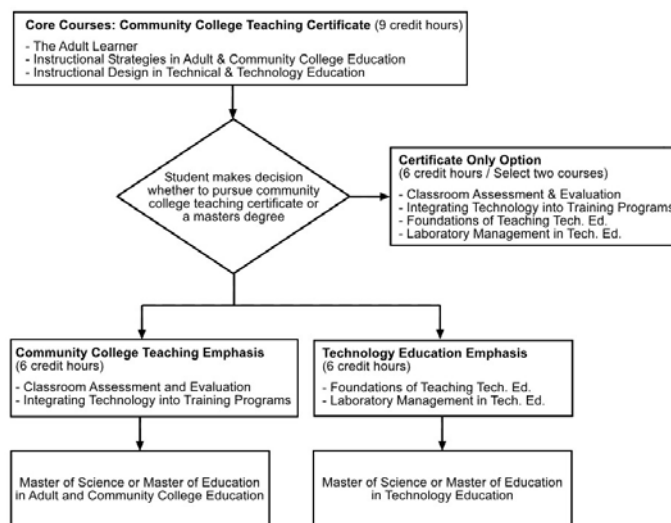 Core Courses: Community College Teaching Certificate (9 credit hours)
- The Adult Learner
- Instructional Strategies in Adult & Community College Education
- Instructional Design in Technical & Technology Education
Student makes decision
whether to pursue community
college teaching certificate or
a masters degree
Certificate Only Option
(6 credit hours / Select two courses)
- Classroom Assessment & Evaluation
- Integrating Technology into Training Programs
- Foundations of Teaching Tech. Ed.
- Laboratory Management in Tech. Ed.
Community College Teaching Emphasis
(6 credit hours)
- Classroom Assessment and Evaluation
- Integrating Technology into Training Programs
Technology Education Emphasis
(6 credit hours)
- Foundations of Teaching Tech. Ed.
- Laboratory Management in Tech. Ed.
Master of Science or Master of Education
in Adult and Community College Education
Master of Science or Master of Education
in Technology Education